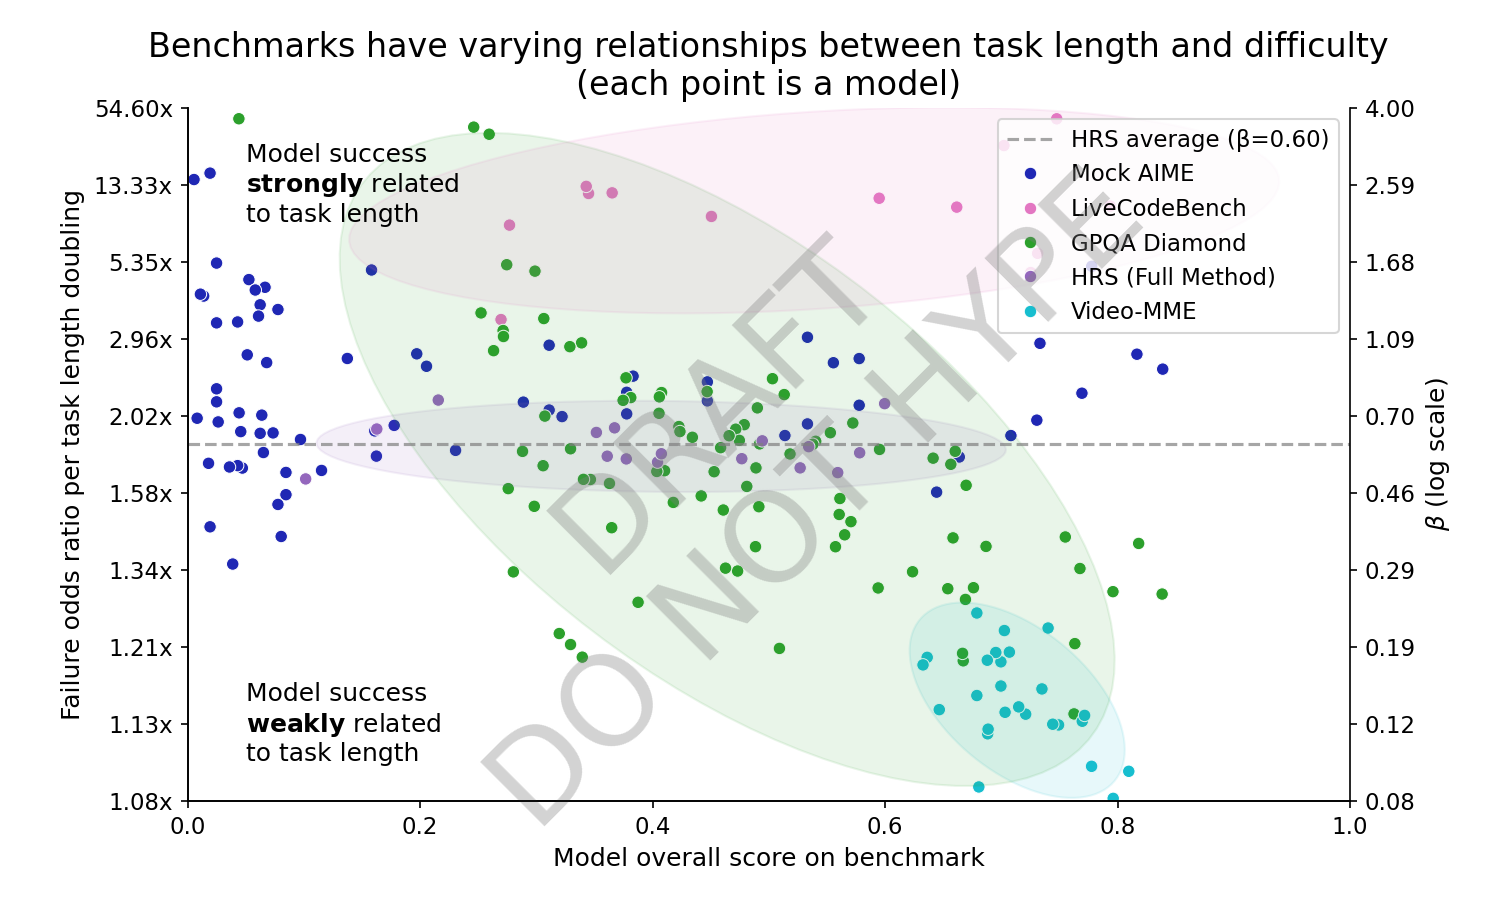 Benchmarks have varying relationships between task length and difficulty
(each point is a model)
54.60x
13.33x
5.35x
2.96x
2.02x
1.58x
1.34x
1.21x
1.13x
1.08x
Failure odds ratio per task length doubling
Model success
strongly related
to task length
Model success
weakly related
to task length
DRAFT
DO NOT HYPE
HRS average (β=0.60)
Mock AIME
LiveCodeBench
GPQA Diamond
HRS (Full Method)
Video-MME
4.00
2.59
1.68
1.09
0.70
0.46
0.29
0.19
0.12
0.08
β (log scale)
0.0
0.2
0.4
0.6
0.8
1.0
Model overall score on benchmark